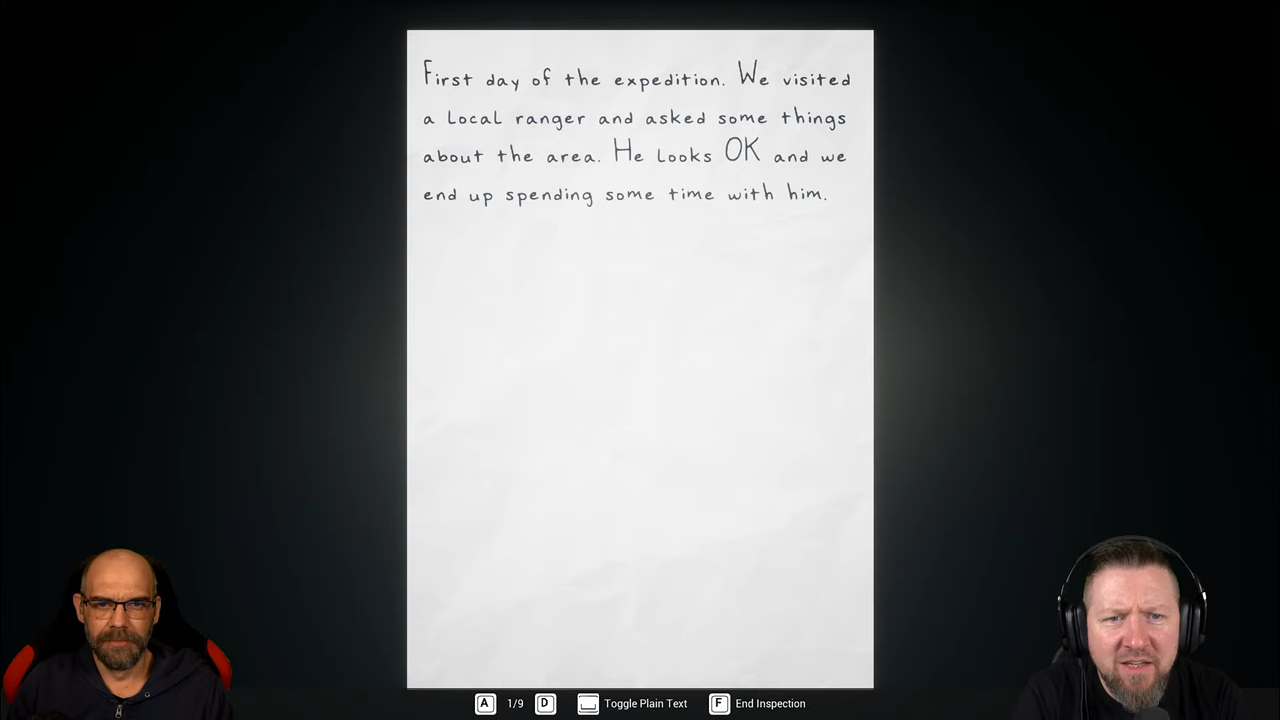 First day of the expedition. We visited
a local ranger and asked some things
about the area. He looks OK and we
end up spending some time with him.
A 1/9 D Toggle Plain Text F End Inspection